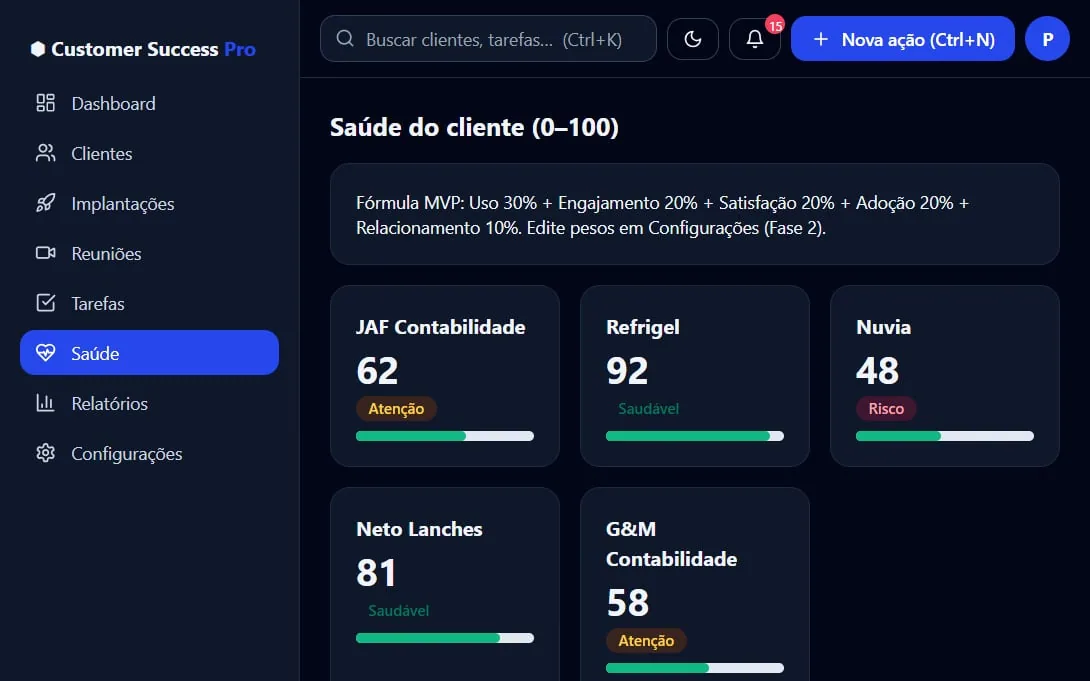 Customer Success Pro
Dashboard
Clientes
Implantações
Reuniões
Tarefas
Saúde
Relatórios
Configurações
Buscar clientes, tarefas... (Ctrl+K)
15
+ Nova ação (Ctrl+N)
P
Saúde do cliente (0–100)
Fórmula MVP: Uso 30% + Engajamento 20% + Satisfação 20% + Adoção 20% +
Relacionamento 10%. Edite pesos em Configurações (Fase 2).
JAF Contabilidade
62
Atenção
Refrigel
92
Saudável
Nuvia
48
Risco
Neto Lanches
81
Saudável
G&M
Contabilidade
58
Atenção